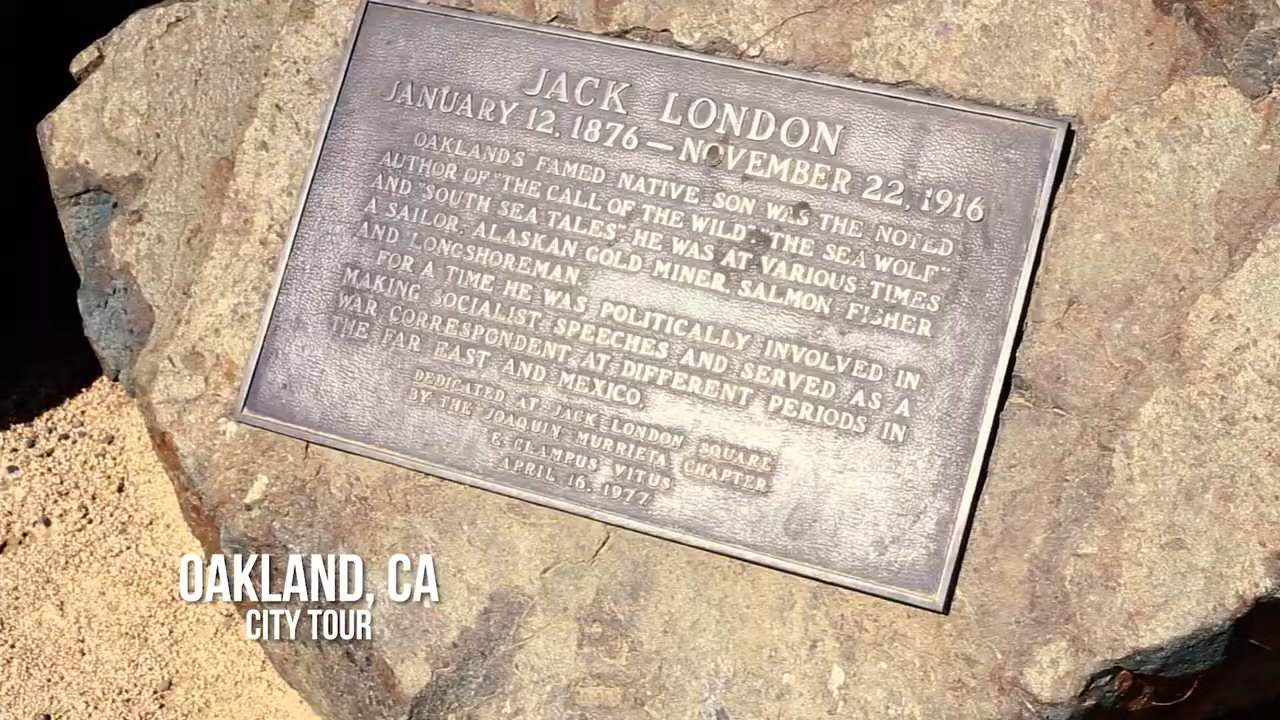 JACK LONDON
JANUARY 12, 1876 — NOVEMBER 22, 1916
OAKLAND'S FAMED NATIVE SON WAS THE NOTED
AUTHOR OF "THE CALL OF THE WILD", "THE SEA WOLF"
AND "SOUTH SEA TALES". HE WAS AT VARIOUS TIMES
A SAILOR, ALASKAN GOLD MINER, SALMON FISHER
AND LONGSHOREMAN.
FOR A TIME HE WAS POLITICALLY INVOLVED IN
MAKING SOCIALIST SPEECHES AND SERVED AS A
WAR CORRESPONDENT, AT DIFFERENT PERIODS IN
THE FAR EAST AND MEXICO.
DEDICATED AT JACK LONDON SQUARE
BY THE JOAQUIN MURRIETA CHAPTER
E CLAMPUS VITUS
APRIL 16, 1977
OAKLAND, CA
CITY TOUR